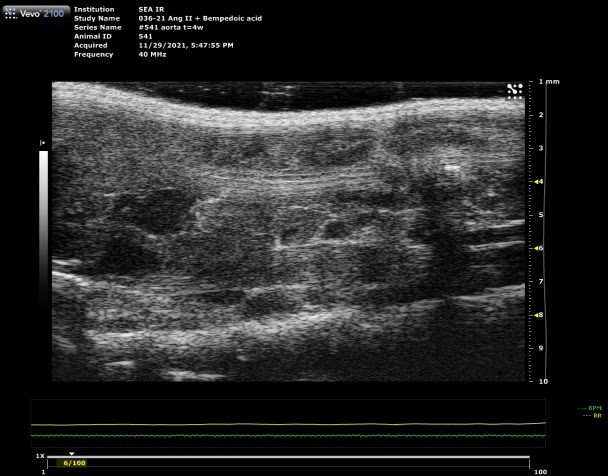 Vevo 2100
Institution SEA IR
Study Name 036-21 Ang II + Bempedoic acid
Series Name #541 aorta t=4w
Animal ID 541
Acquired 11/29/2021, 5:47:55 PM
Frequency 40 MHz
1 mm
2
3
4
5
6
7
8
9
10
BPM
RR
1X
6/100
1 100